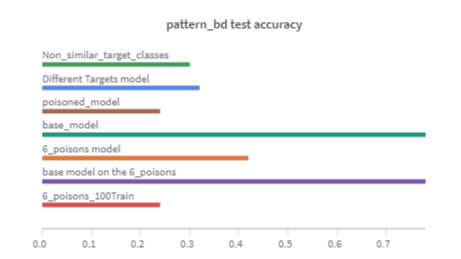 pattern_bd test accuracy
Non_similar_target_classes
Different Targets model
poisoned_model
base_model
6_poisons model
base model on the 6_poisons
6_poisons_100Train
0.0 0.1 0.2 0.3 0.4 0.5 0.6 0.7